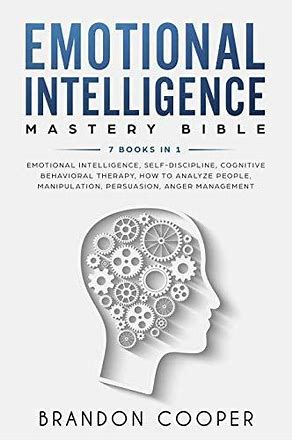 EMOTIONAL
INTELLIGENCE
MASTERY BIBLE
7 BOOKS IN 1
EMOTIONAL INTELLIGENCE, SELF-DISCIPLINE, COGNITIVE
BEHAVIORAL THERAPY, HOW TO ANALYZE PEOPLE,
MANIPULATION, PERSUASION, ANGER MANAGEMENT
BRANDON COOPER